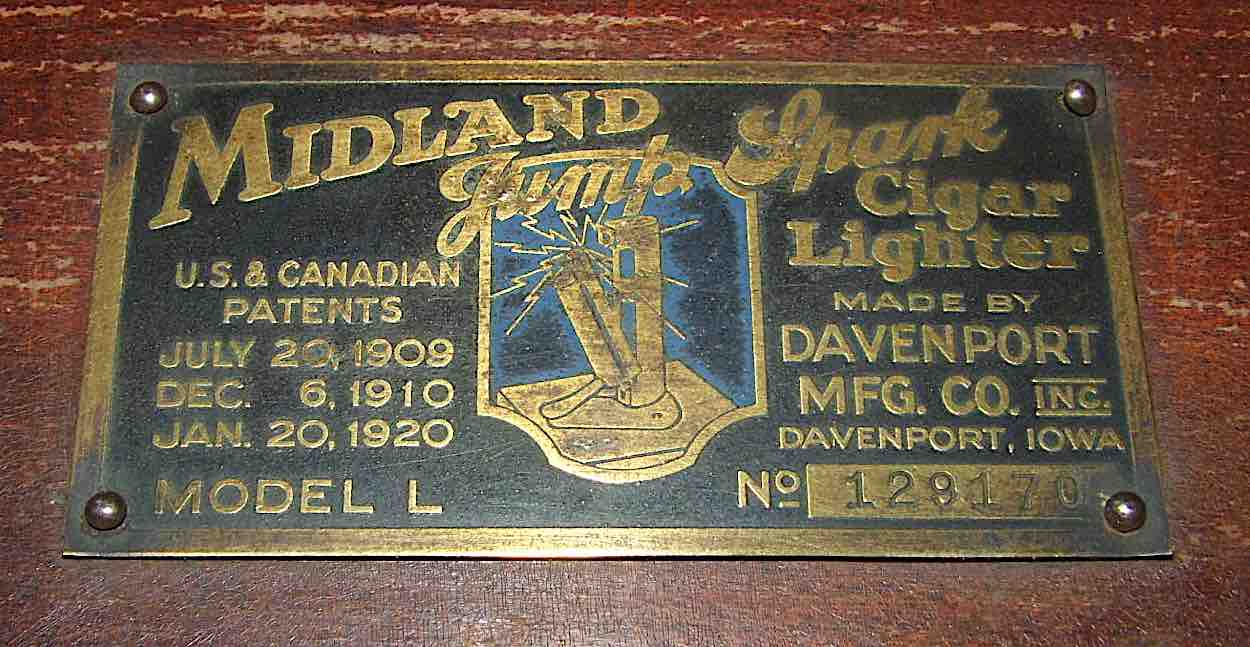 MIDLAND
Jump Spark
Cigar
Lighter
U.S. & CANADIAN
PATENTS
JULY 20, 1909
DEC. 6, 1910
JAN. 20, 1920
MODEL L
MADE BY
DAVENPORT
MFG. CO. INC.
DAVENPORT, IOWA
No 129170